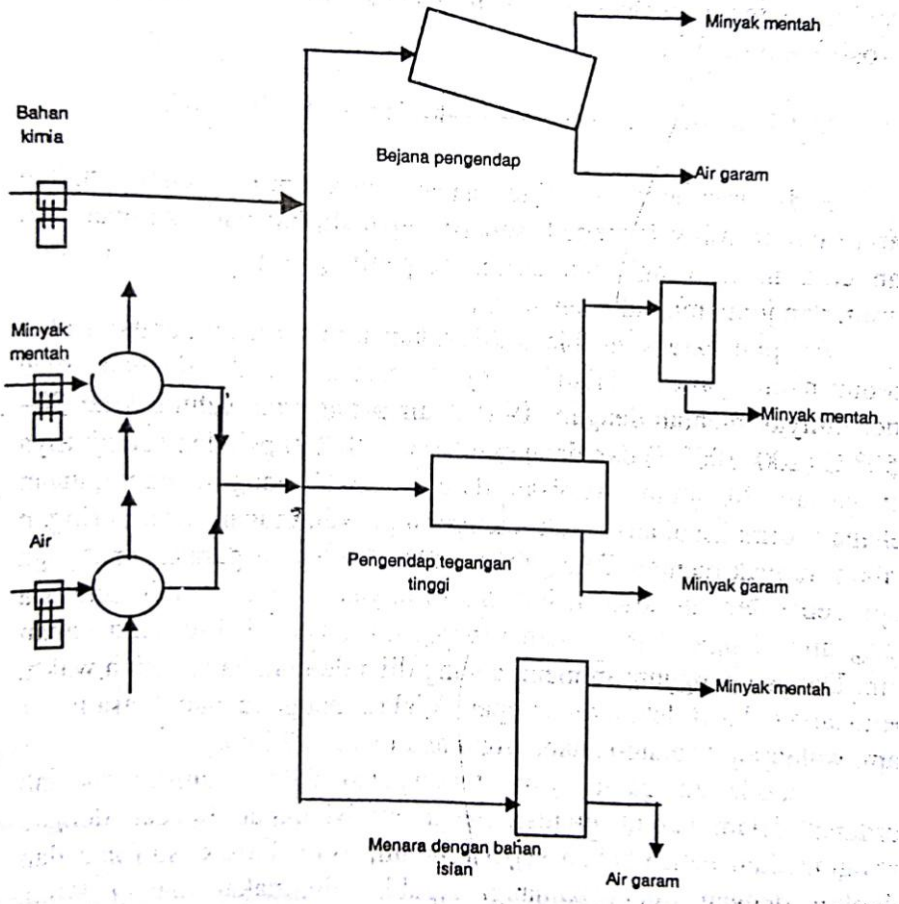 Minyak mentah
Bahan
kimia
Bejana pengendap
Air garam
Minyak
mentah
Minyak mentah
Air
Pengendap tegangan
tinggi
Minyak garam
Minyak mentah
Menara dengan bahan
isian
Air garam